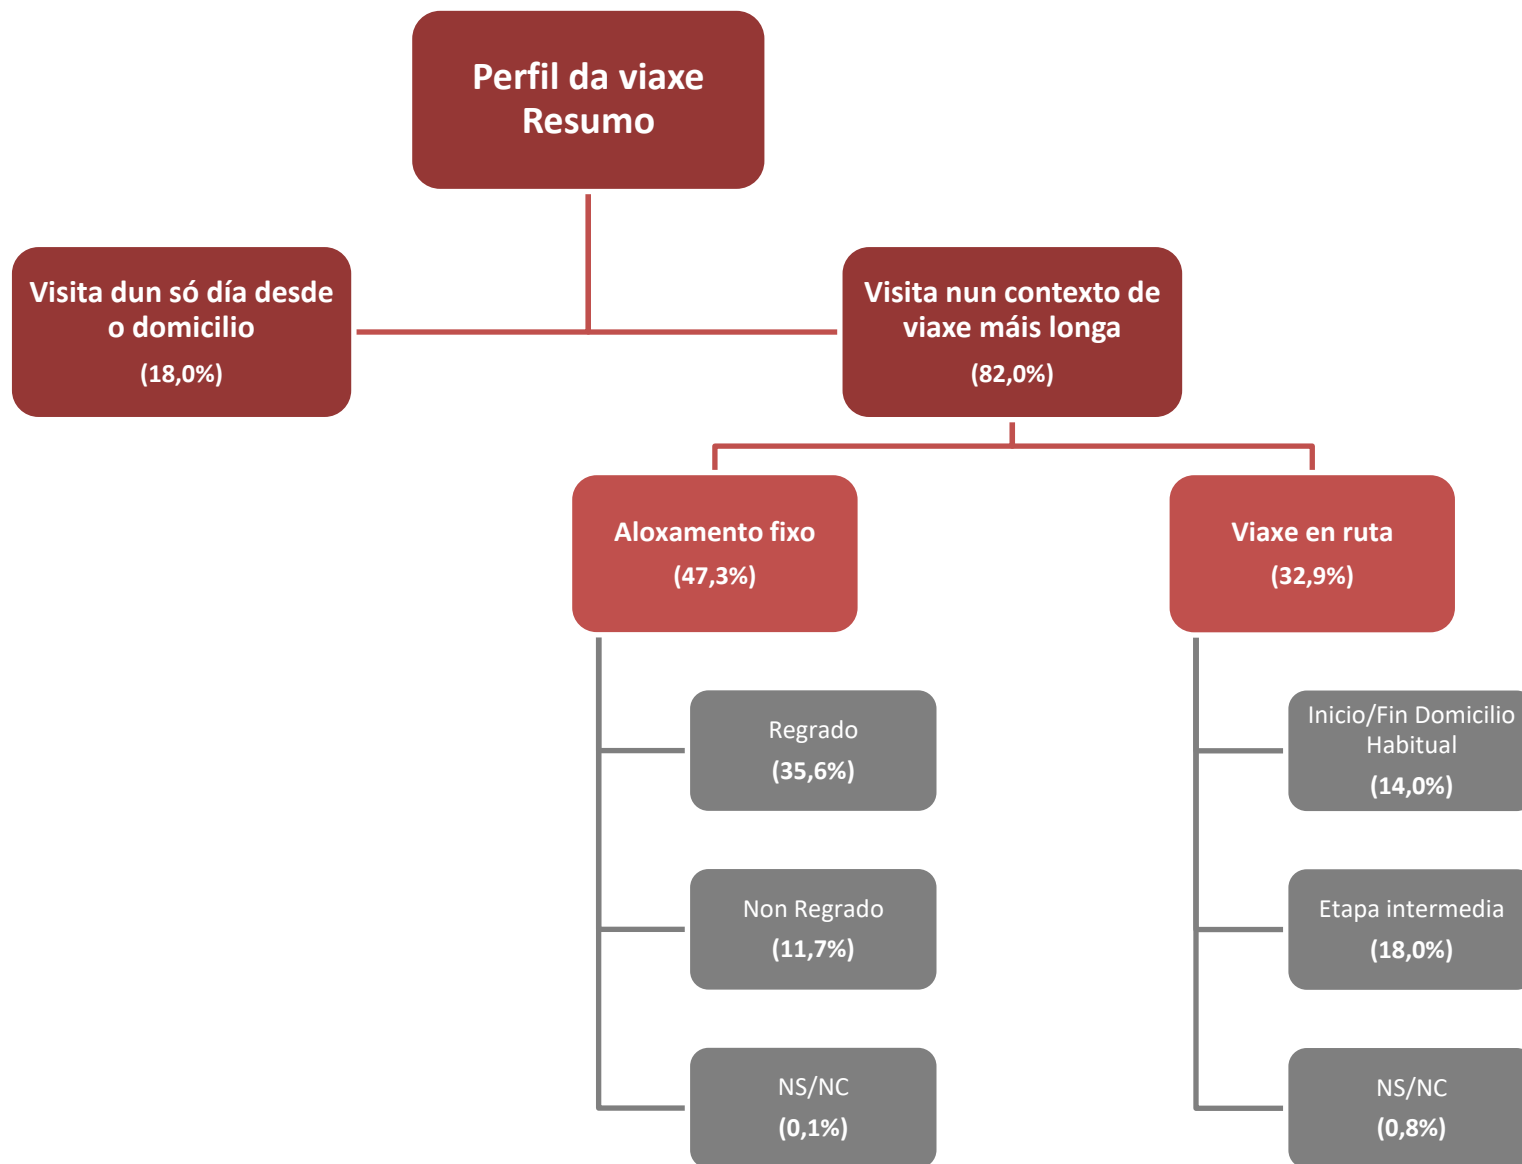 Perfil da viaxe
Resumo
Visita dun só día desde
o domicilio
(18,0%)
Visita nun contexto de
viaxe máis longa
(82,0%)
Aloxamento fixo
(47,3%)
Viaxe en ruta
(32,9%)
Regrado
(35,6%)
Non Regrado
(11,7%)
NS/NC
(0,1%)
Inicio/Fin Domicilio
Habitual
(14,0%)
Etapa intermedia
(18,0%)
NS/NC
(0,8%)